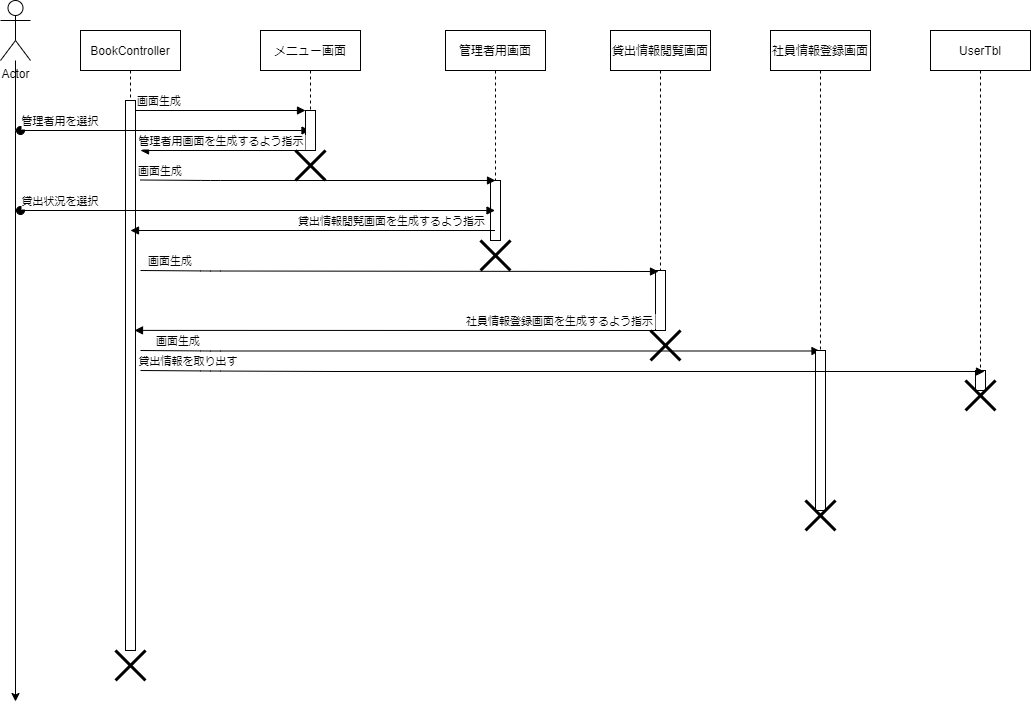 Actor
BookController
メニュー画面
管理者用画面
貸出情報閲覧画面
社員情報登録画面
UserTbl
画面生成
管理者用を選択
管理者用画面を生成するよう指示
画面生成
貸出状況を選択
貸出情報閲覧画面を生成するよう指示
画面生成
社員情報登録画面を生成するよう指示
画面生成
貸出情報を取り出す